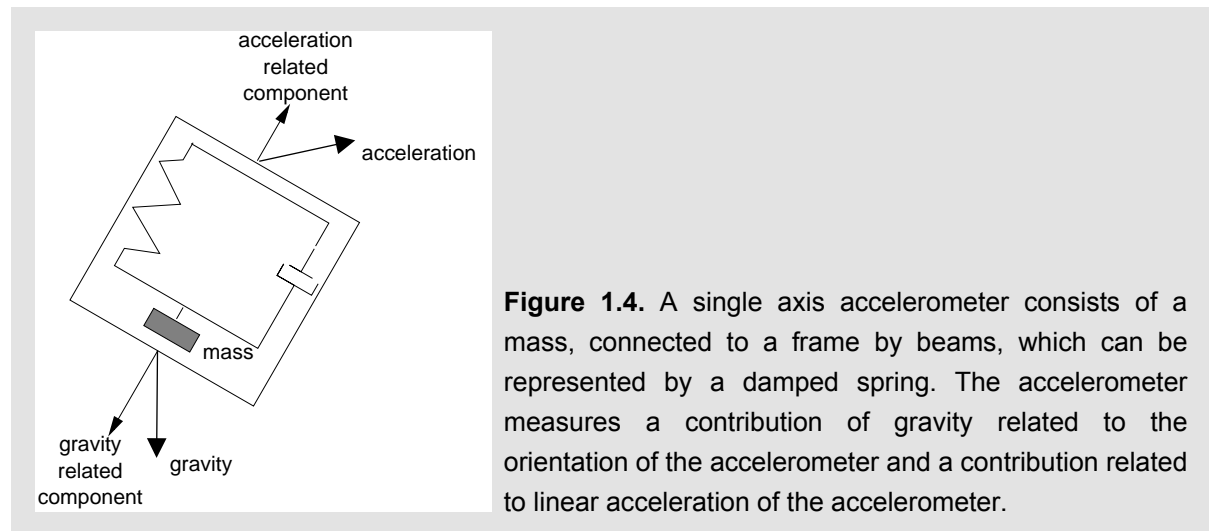 acceleration
related
component
acceleration
mass
gravity
related
component
gravity
Figure 1.4. A single axis accelerometer consists of a
mass, connected to a frame by beams, which can be
represented by a damped spring. The accelerometer
measures a contribution of gravity related to the
orientation of the accelerometer and a contribution related
to linear acceleration of the accelerometer.